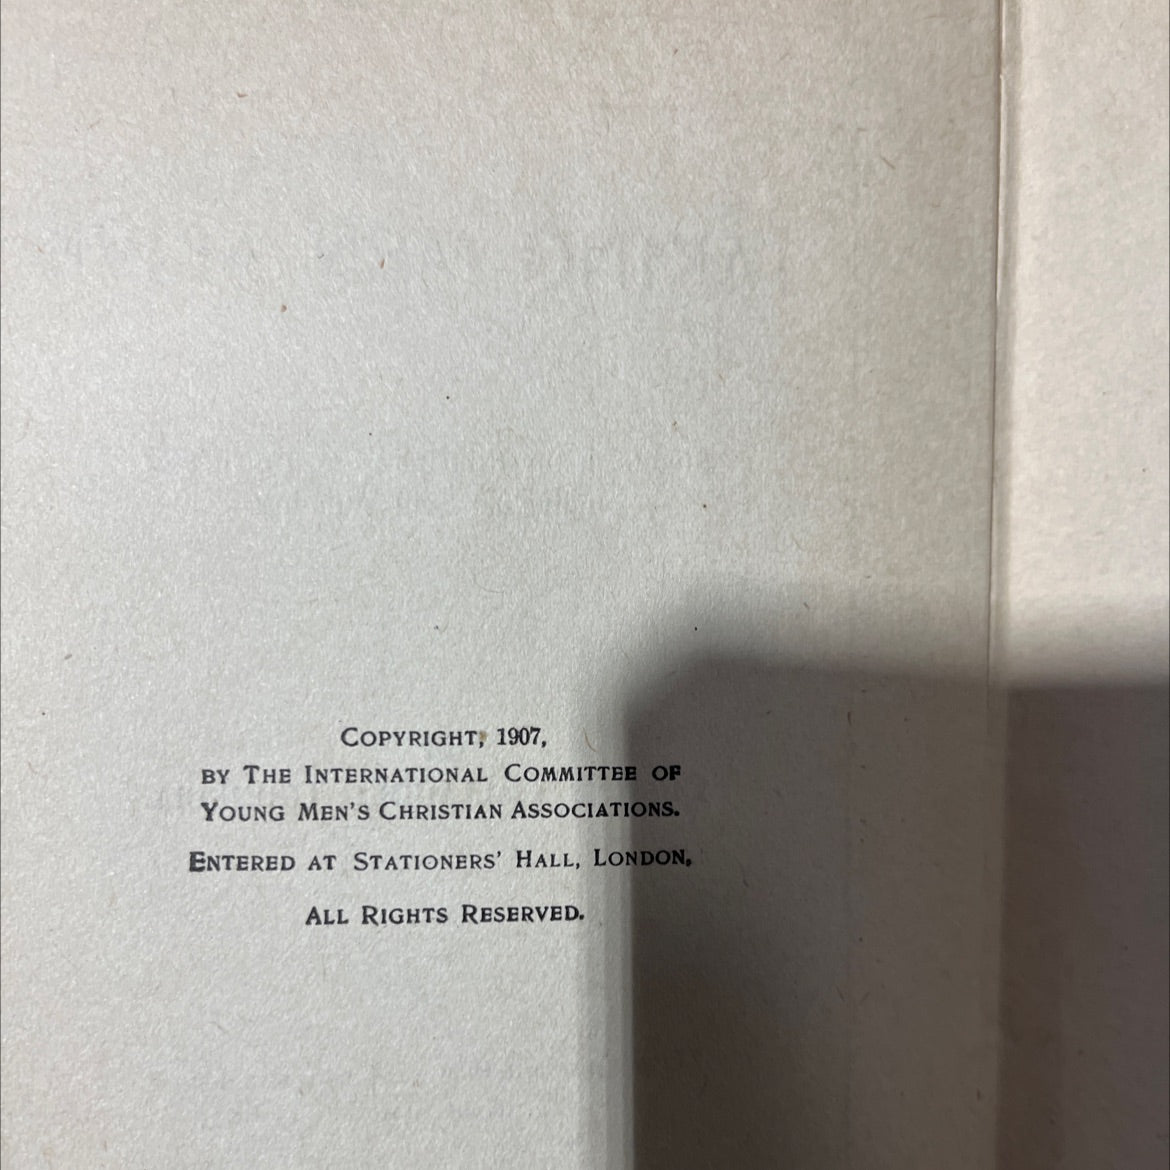 Copyright, 1907,
by The International Committee of
Young Men's Christian Associations.
Entered at Stationers' Hall, London,
All Rights Reserved.